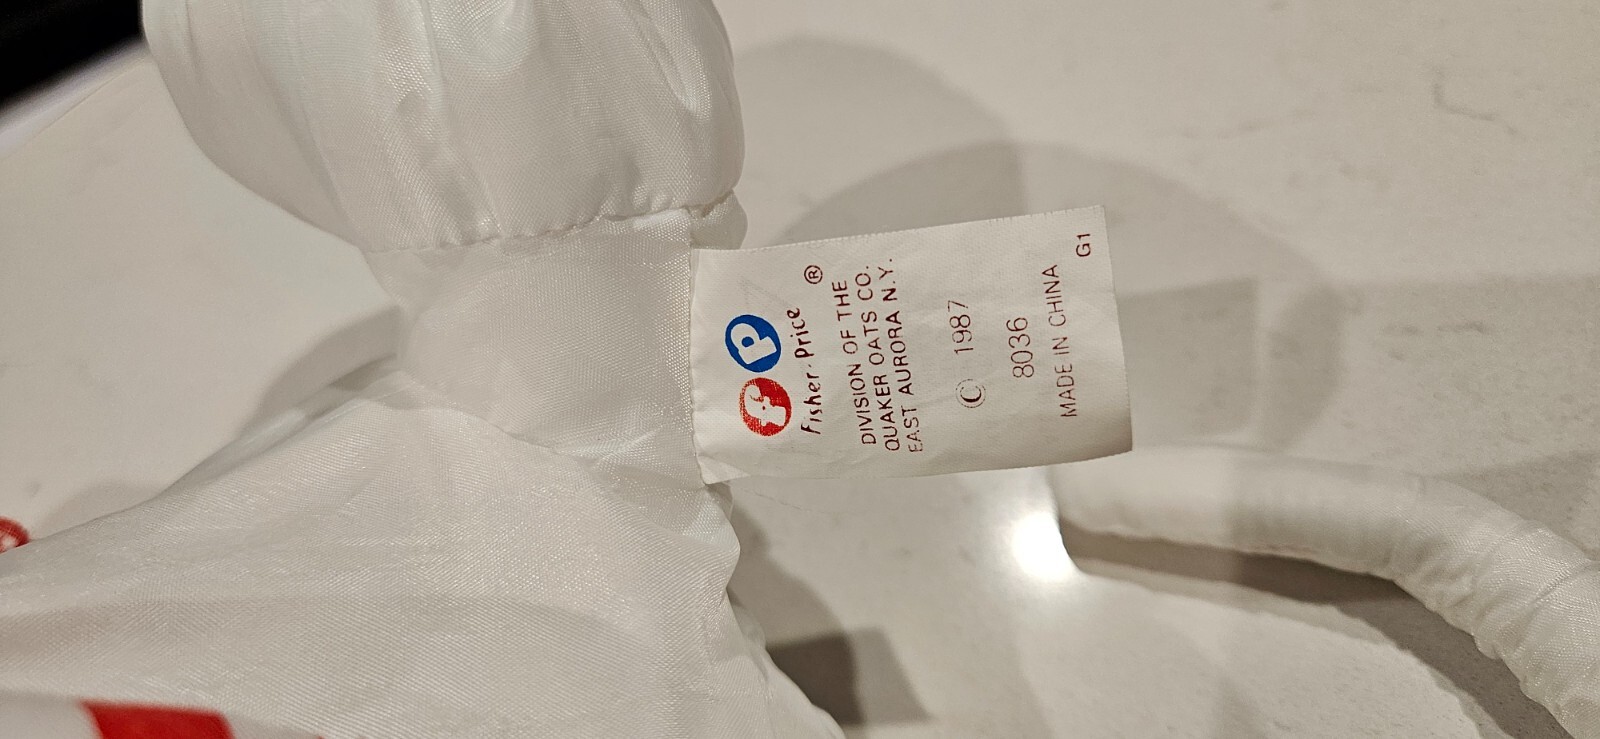 fp
Fisher-Price ®
DIVISION OF THE
QUAKER OATS CO.
EAST AURORA N.Y.
© 1987
8036
MADE IN CHINA
G1